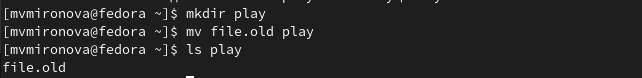 [mvmironova@fedora ~]$ mkdir play
[mvmironova@fedora ~]$ mv file.old play
[mvmironova@fedora ~]$ ls play
file.old